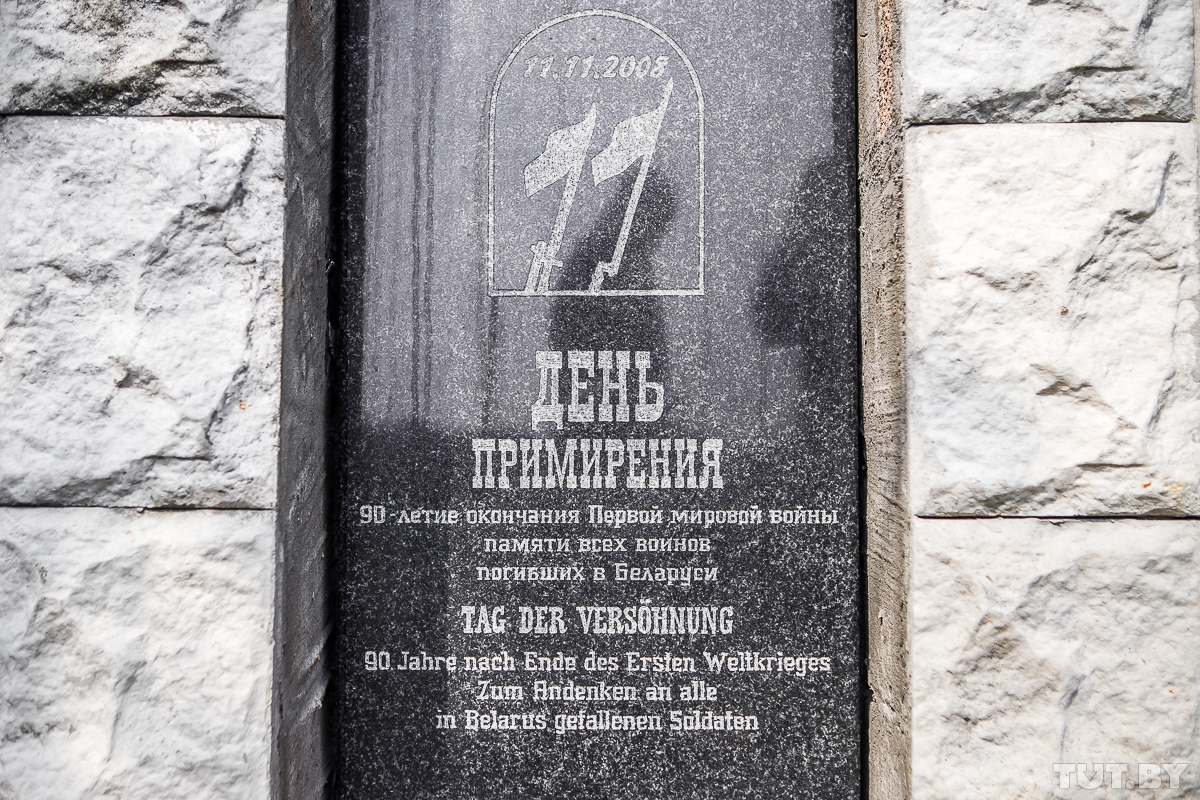 11.11.2008
ДЕНЬ
ПРИМИРЕНИЯ
90-летие окончания Первой мировой войны
памяти всех воинов
погибших в Беларуси
TAG DER VERSÖHNUNG
90 Jahre nach Ende des Ersten Weltkrieges
Zum Andenken an alle
in Belarus gefallenen Soldaten
TUT.BY